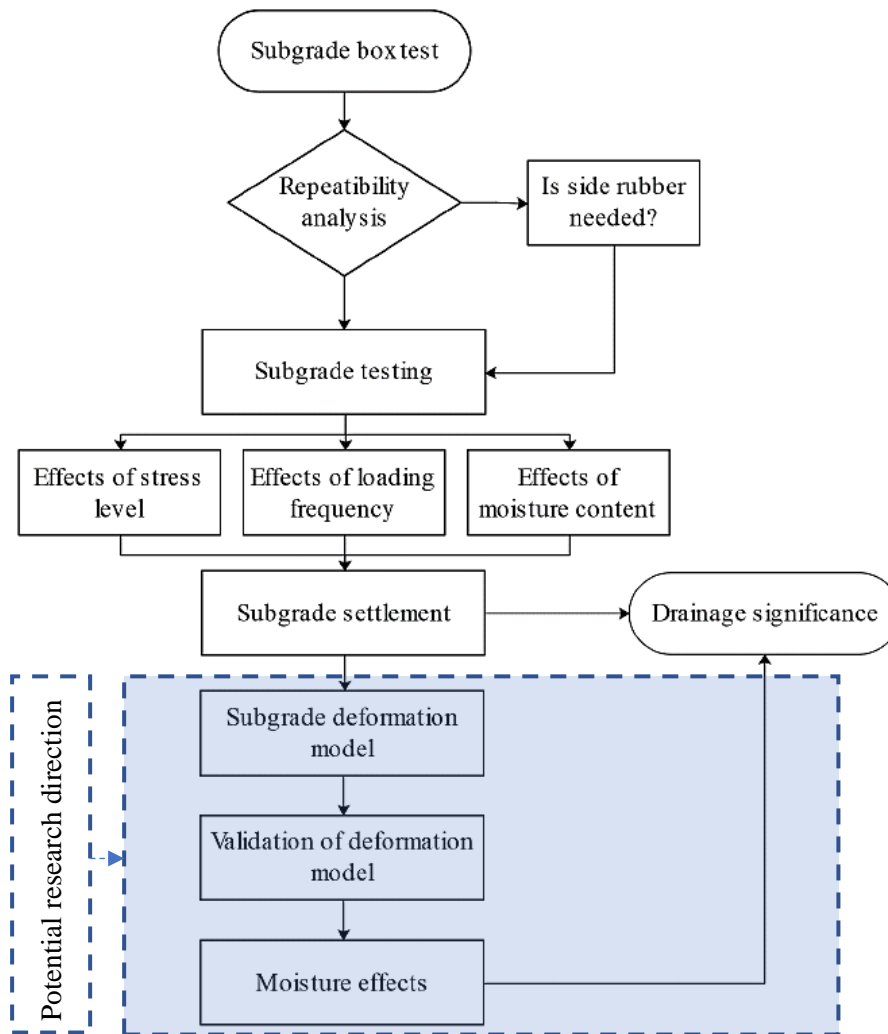 Subgrade box test
Repeatibility
analysis
Is side rubber
needed?
Subgrade testing
Effects of stress
level
Effects of loading
frequency
Effects of
moisture content
Subgrade settlement
Drainage significance
Potential research direction
Subgrade deformation
model
Validation of deformation
model
Moisture effects